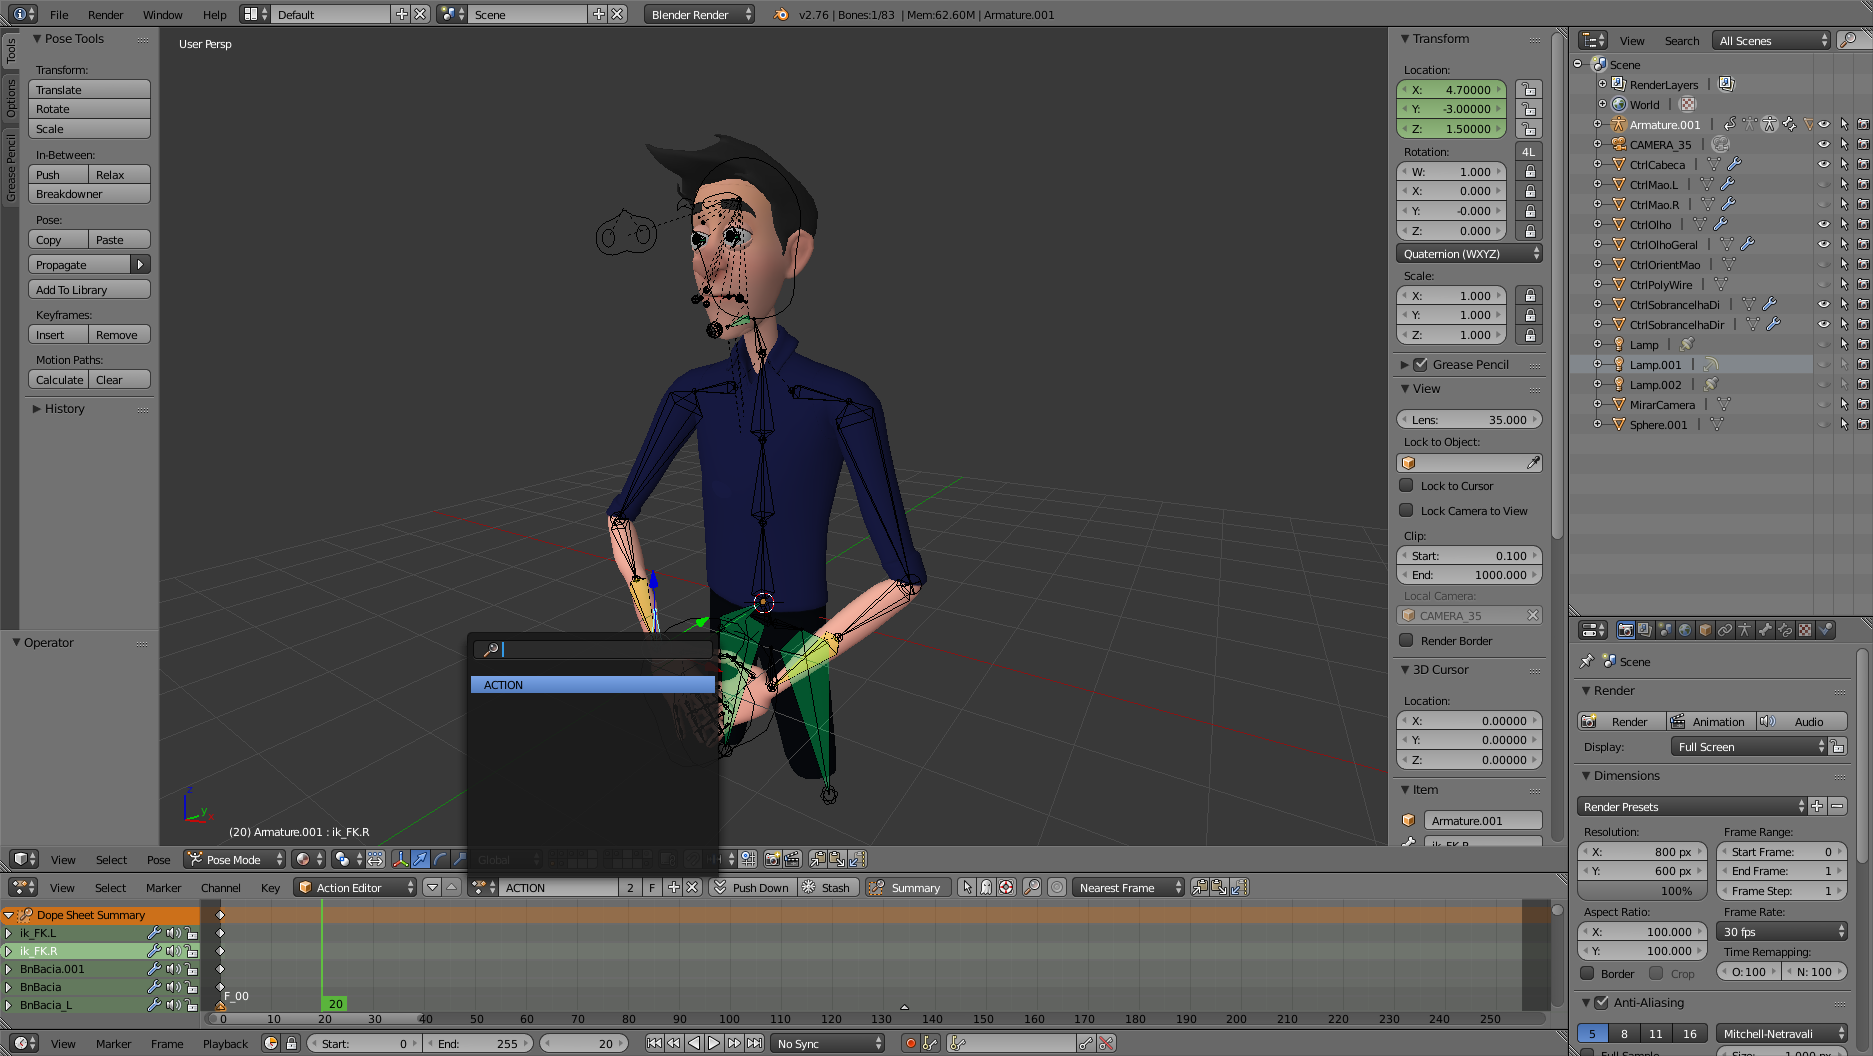 File Render Window Help Default Scene Blender Render v2.76 | Bones:1/83 | Mem:62.60M | Armature.001
Tools
Options
Grease Pencil
Pose Tools
Transform:
Translate
Rotate
Scale
In-Between:
Push Relax
Breakdowner
Pose:
Copy Paste
Propagate
Add To Library
Keyframes:
Insert Remove
Motion Paths:
Calculate Clear
History
Operator
User Persp
z
y
(20) Armature.001 : ik_FK.R
ACTION
Transform
Location:
X: 4.70000
Y: -3.00000
Z: 1.50000
Rotation: 4L
W: 1.000
X: 0.000
Y: -0.000
Z: 0.000
Quaternion (WXYZ)
Scale:
X: 1.000
Y: 1.000
Z: 1.000
Grease Pencil
View
Lens: 35.000
Lock to Object:
Lock to Cursor
Lock Camera to View
Clip:
Start: 0.100
End: 1000.000
Local Camera:
CAMERA_35
Render Border
3D Cursor
Location:
X: 0.00000
Y: 0.00000
Z: 0.00000
Item
Armature.001
ik_FK.R
View Search All Scenes
Scene
RenderLayers |
World |
Armature.001 |
CAMERA_35 |
CtrlCabeca |
CtrlMao.L |
CtrlMao.R |
CtrlOlho |
CtrlOlhoGeral |
CtrlOrientMao |
CtrlPolyWire |
CtrlSobrancelhaDi |
CtrlSobrancelhaDir |
Lamp |
Lamp.001 |
Lamp.002 |
MirarCamera |
Sphere.001 |
Scene
Render
Render Animation Audio
Display: Full Screen
Dimensions
Render Presets
Resolution:
X: 800 px
Y: 600 px
100%
Frame Range:
Start Frame: 0
End Frame: 1
Frame Step: 1
Aspect Ratio:
X: 100.000
Y: 100.000
Border Crop
Frame Rate:
30 fps
Time Remapping:
O:100 N: 100
Anti-Aliasing
5 8 11 16 Mitchell-Netravali
Full Sample Size: 1.000 px
View Select Pose Pose Mode Global
View Select Marker Channel Key Action Editor ACTION 2 F Push Down Stash Summary Nearest Frame
Dope Sheet Summary
ik_FK.L
ik_FK.R
BnBacia.001
BnBacia
BnBacia_L
F_00
20
0 10 20 30 40 50 60 70 80 90 100 110 120 130 140 150 160 170 180 190 200 210 220 230 240 250
View Marker Frame Playback Start: 0 End: 255 20 No Sync